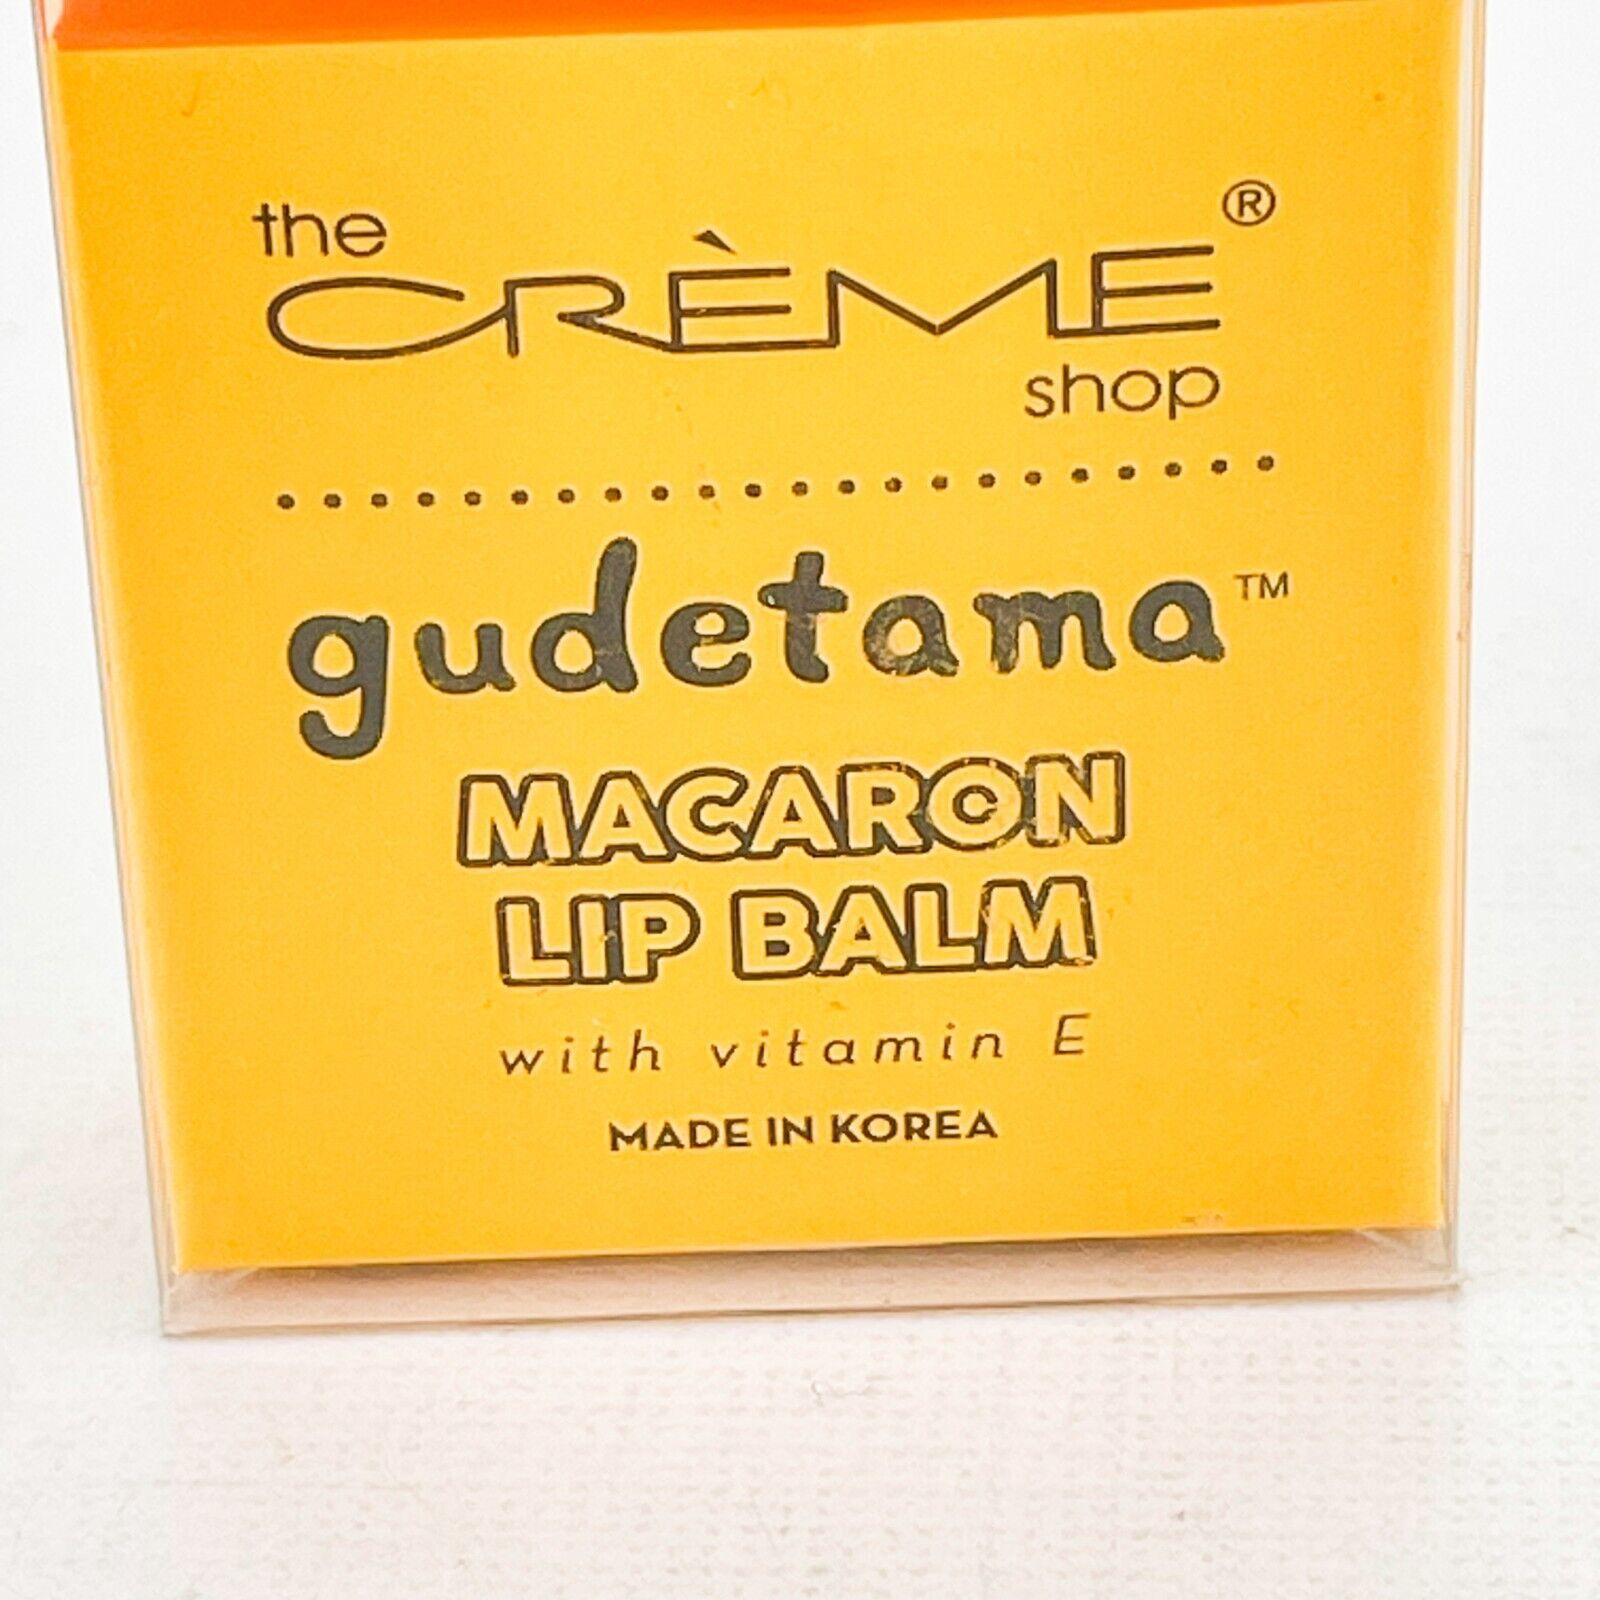 the
CRÈME®
shop
gudetama™
MACARON
LIP BALM
with vitamin E
MADE IN KOREA